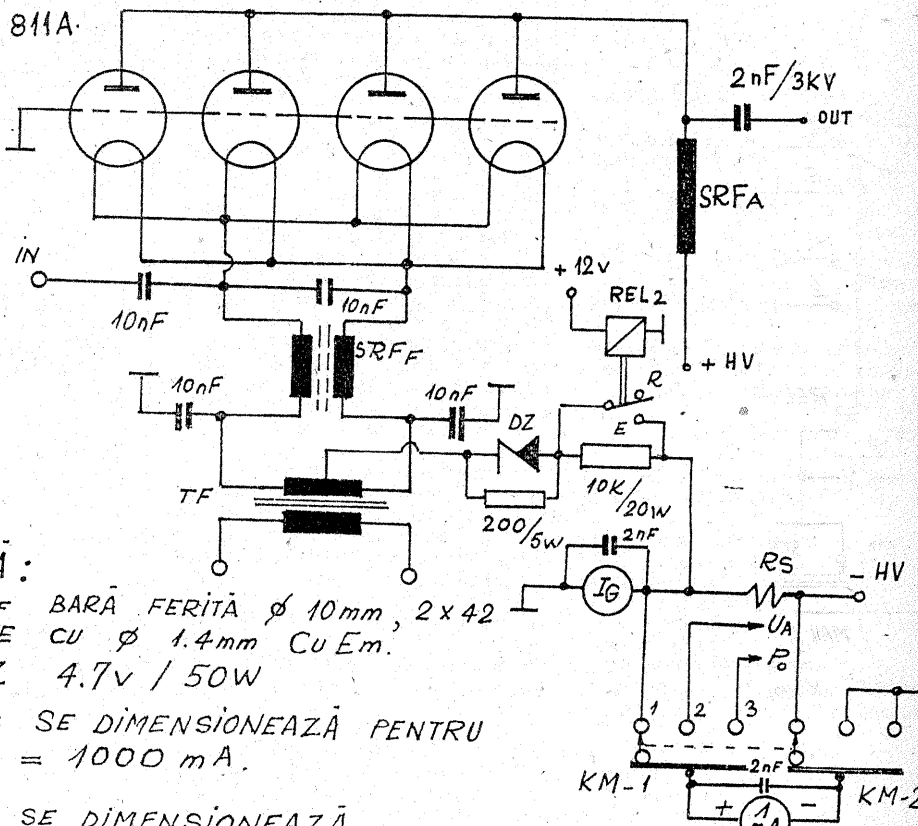 811A.
2nF/3KV
OUT
SRFA
IN
+12V
REL2
10nF
10nF
SRFF
+ HV
10nF
10nF
R
E
DZ
TF
10K/20W
200/5W
2nF
Ă:
IG
RS
- HV
BARĂ FERITĂ ø 10mm, 2x42
E CU ø 1.4mm CuEm.
UA
Po
4.7V / 50W
1
2
3
SE DIMENSIONEAZĂ PENTRU
= 1000 mA.
KM-1
2nF
KM-2
+
-
SE DIMENSIONEAZĂ